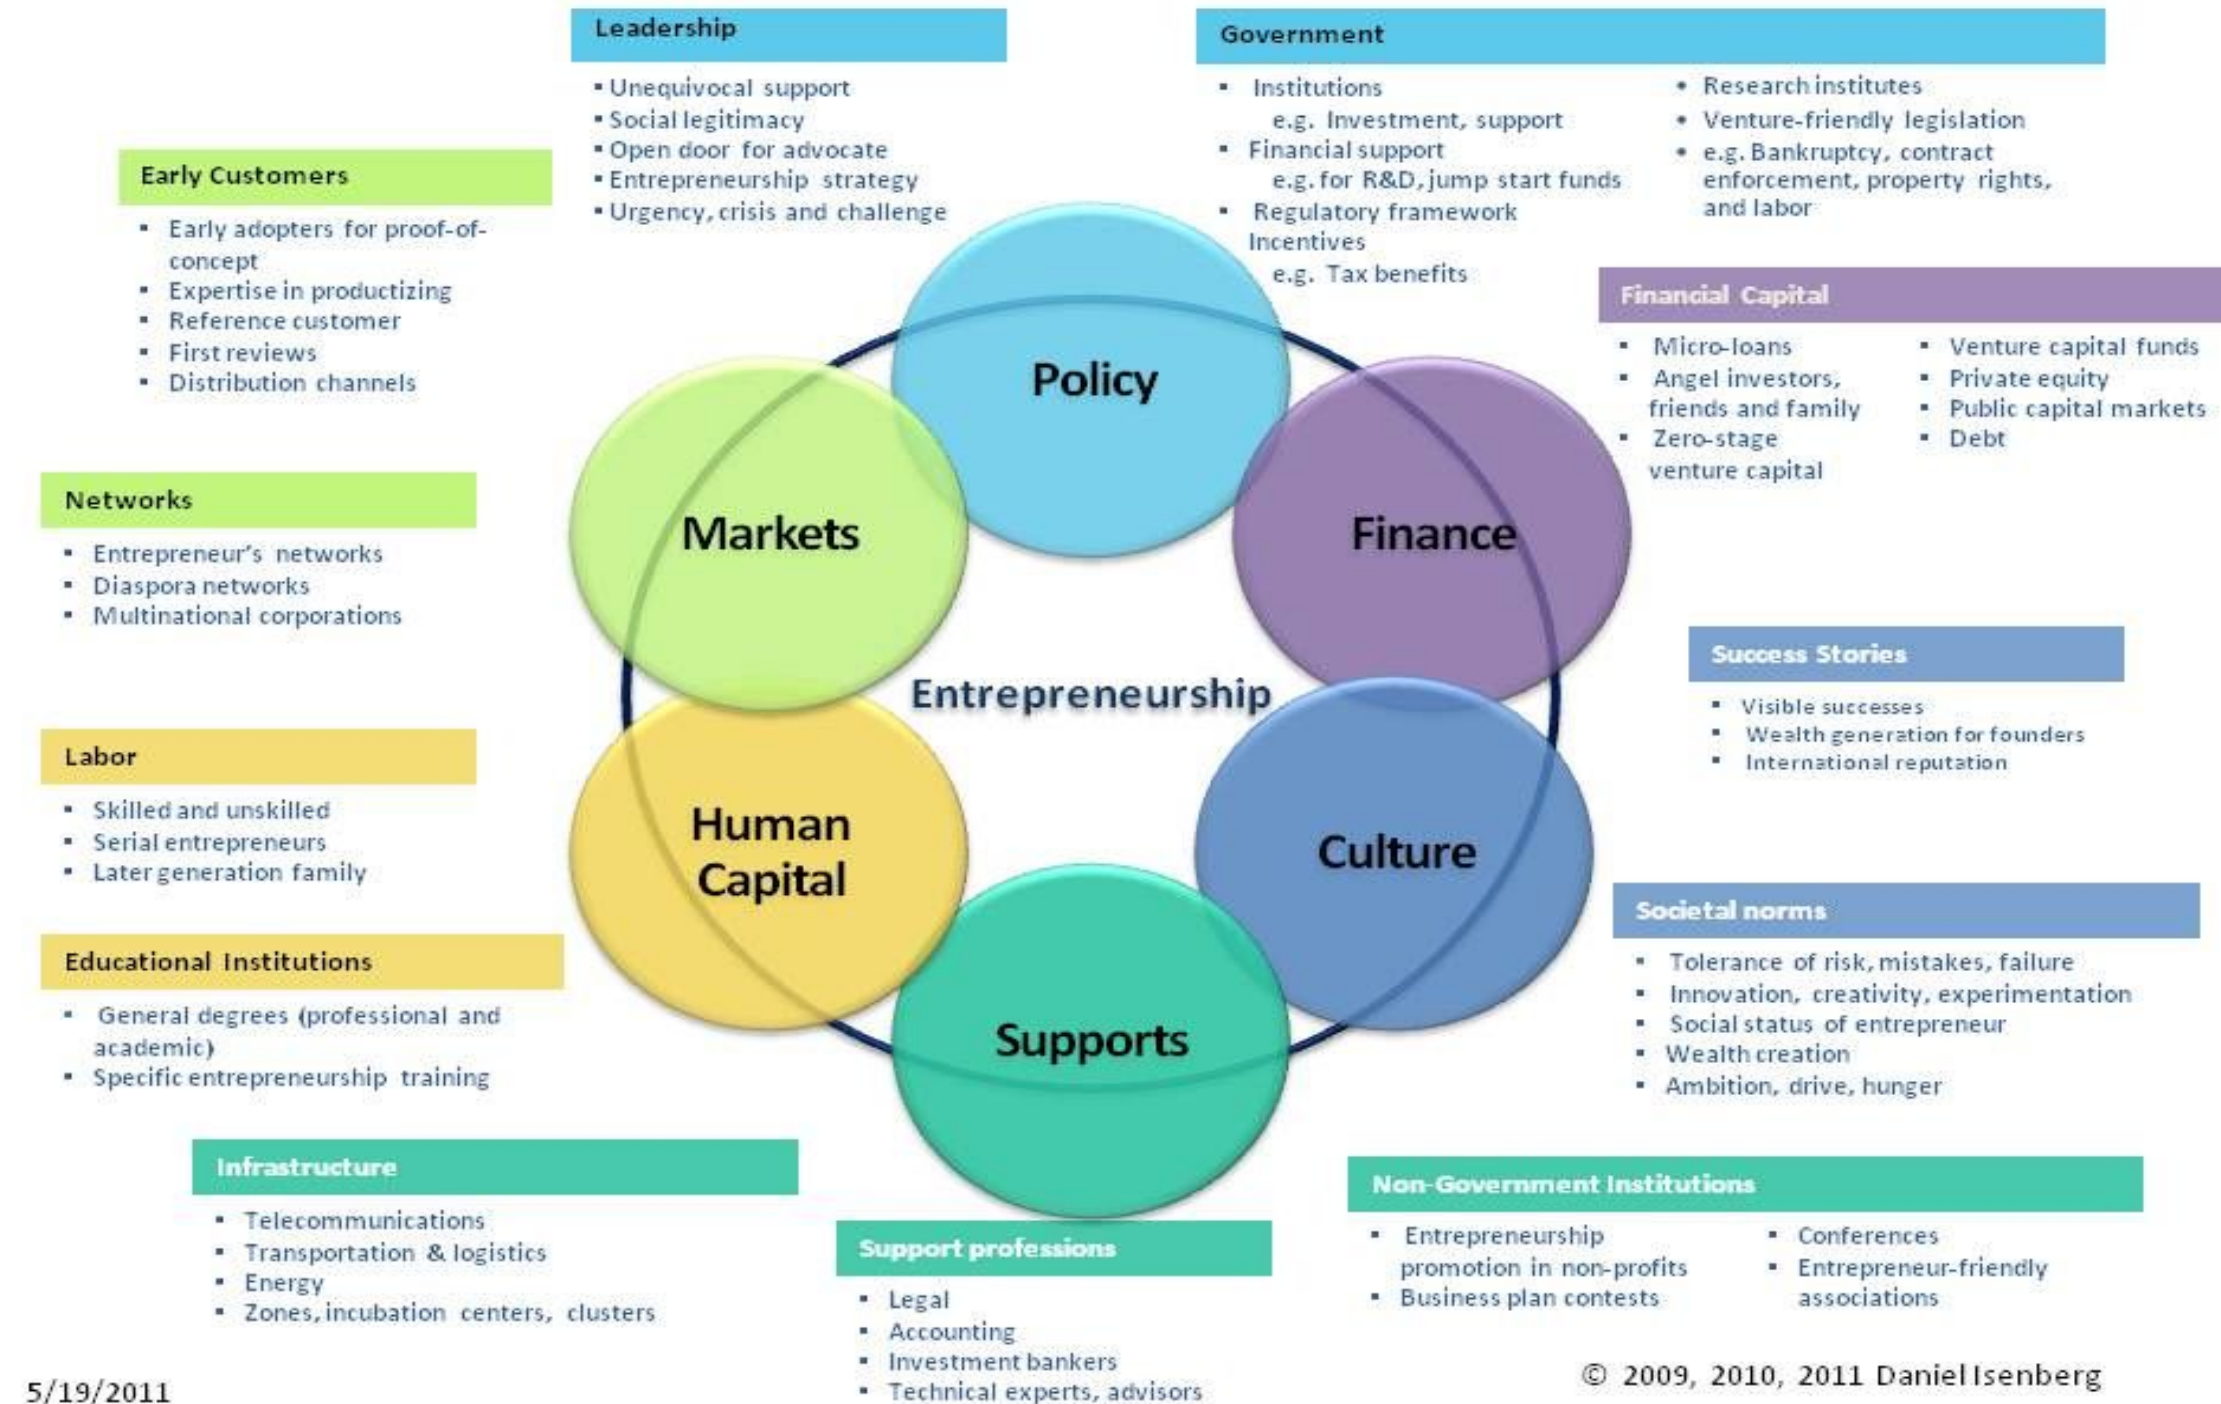 Leadership
▪ Unequivocal support
▪ Social legitimacy
▪ Open door for advocate
▪ Entrepreneurship strategy
▪ Urgency, crisis and challenge
Government
▪ Institutions
e.g. Investment, support
▪ Financial support
e.g. for R&D, jump start funds
▪ Regulatory framework
Incentives
e.g. Tax benefits
• Research institutes
• Venture-friendly legislation
• e.g. Bankruptcy, contract
enforcement, property rights,
and labor
Early Customers
▪ Early adopters for proof-of-
concept
▪ Expertise in productizing
▪ Reference customer
▪ First reviews
▪ Distribution channels
Financial Capital
▪ Micro-loans
▪ Angel investors,
friends and family
▪ Zero-stage
venture capital
▪ Venture capital funds
▪ Private equity
▪ Public capital markets
▪ Debt
Policy
Markets
Finance
Entrepreneurship
Human
Capital
Culture
Supports
Networks
▪ Entrepreneur's networks
▪ Diaspora networks
▪ Multinational corporations
Success Stories
▪ Visible successes
▪ Wealth generation for founders
▪ International reputation
Labor
▪ Skilled and unskilled
▪ Serial entrepreneurs
▪ Later generation family
Societal norms
▪ Tolerance of risk, mistakes, failure
▪ Innovation, creativity, experimentation
▪ Social status of entrepreneur
▪ Wealth creation
▪ Ambition, drive, hunger
Educational Institutions
▪ General degrees (professional and
academic)
▪ Specific entrepreneurship training
Infrastructure
▪ Telecommunications
▪ Transportation & logistics
▪ Energy
▪ Zones, incubation centers, clusters
Support professions
▪ Legal
▪ Accounting
▪ Investment bankers
▪ Technical experts, advisors
Non-Government Institutions
▪ Entrepreneurship
promotion in non-profits
▪ Business plan contests
▪ Conferences
▪ Entrepreneur-friendly
associations
5/19/2011
© 2009, 2010, 2011 Daniel Isenberg